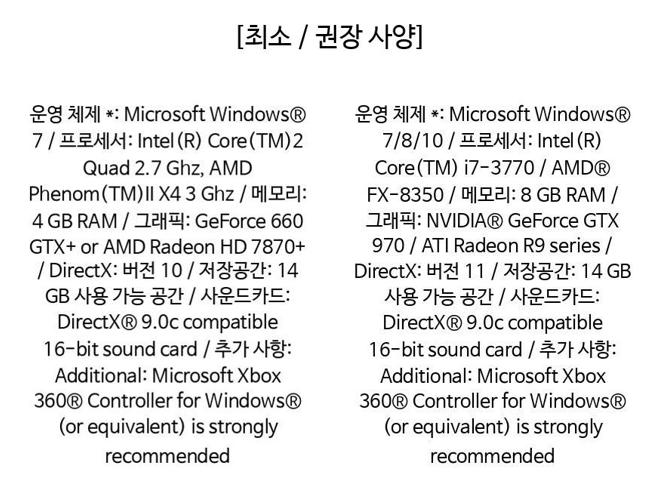 [최소 / 권장 사양]
운영 체제 *: Microsoft Windows®
7 / 프로세서: Intel(R) Core(TM)2
Quad 2.7 Ghz, AMD
Phenom(TM)II X4 3 Ghz / 메모리:
4 GB RAM / 그래픽: GeForce 660
GTX+ or AMD Radeon HD 7870+
/ DirectX: 버전 10 / 저장공간: 14
GB 사용 가능 공간 / 사운드카드:
DirectX® 9.0c compatible
16-bit sound card / 추가 사항:
Additional: Microsoft Xbox
360® Controller for Windows®
(or equivalent) is strongly
recommended
운영 체제 *: Microsoft Windows®
7/8/10 / 프로세서: Intel(R)
Core(TM) i7-3770 / AMD®
FX-8350 / 메모리: 8 GB RAM /
그래픽: NVIDIA® GeForce GTX
970 / ATI Radeon R9 series /
DirectX: 버전 11 / 저장공간: 14 GB
사용 가능 공간 / 사운드카드:
DirectX® 9.0c compatible
16-bit sound card / 추가 사항:
Additional: Microsoft Xbox
360® Controller for Windows®
(or equivalent) is strongly
recommended